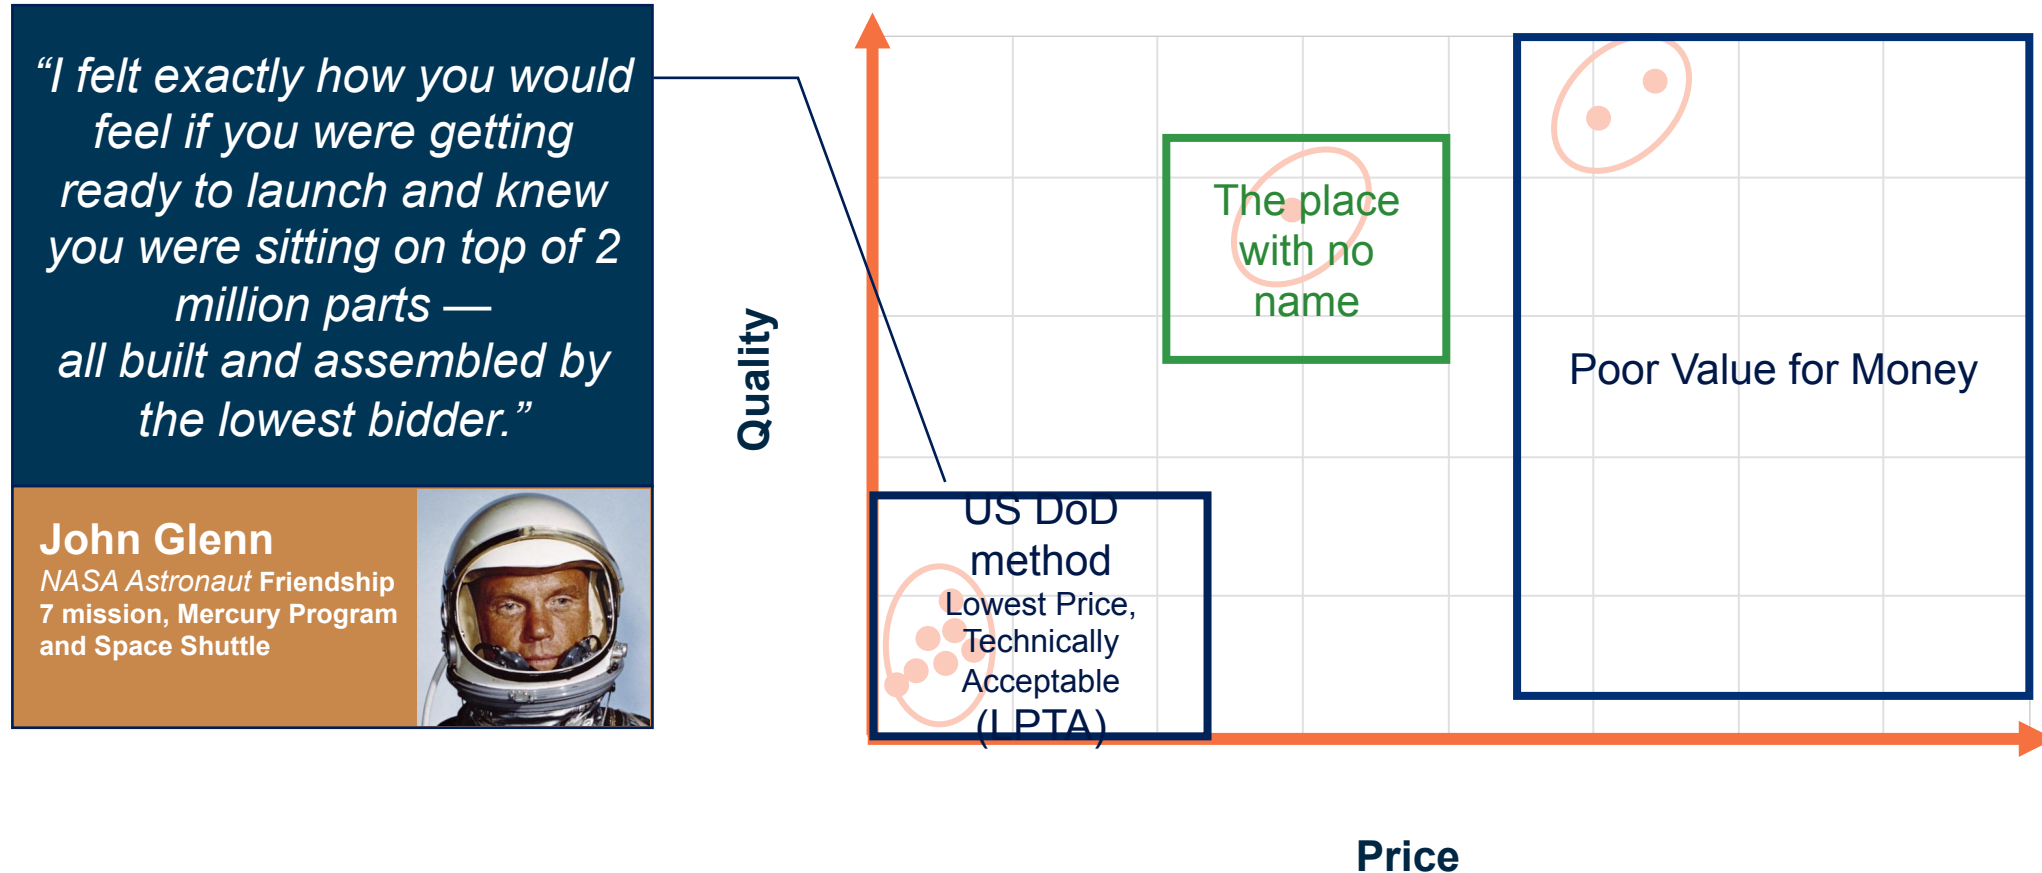 “I felt exactly how you would
feel if you were getting
ready to launch and knew
you were sitting on top of 2
million parts —
all built and assembled by
the lowest bidder.”
John Glenn
NASA Astronaut Friendship
7 mission, Mercury Program
and Space Shuttle
Quality
The place
with no
name
Poor Value for Money
US DoD
method
Lowest Price,
Technically
Acceptable
(LPTA)
Price